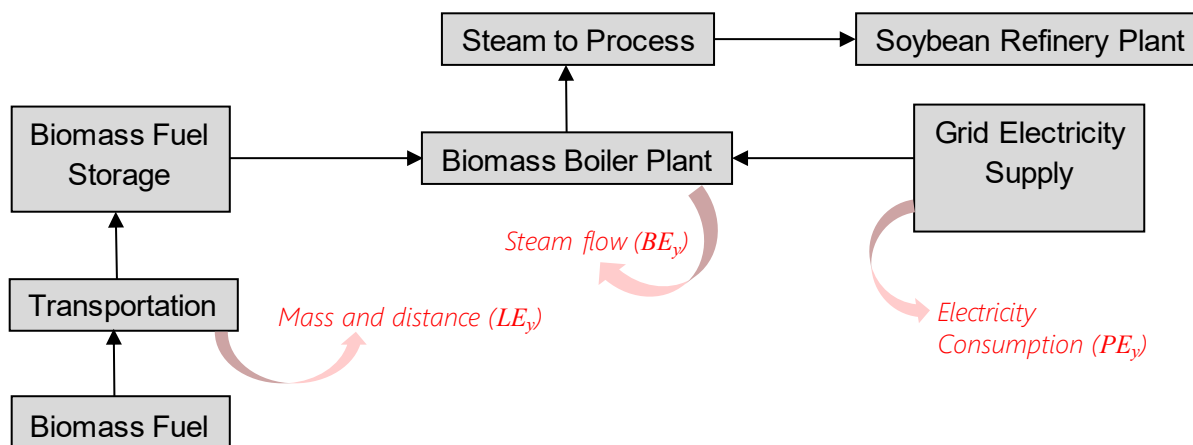 Steam to Process
Soybean Refinery Plant
Biomass Fuel
Storage
Biomass Boiler Plant
Grid Electricity
Supply
Steam flow (BEy)
Transportation
Mass and distance (LEy)
Electricity
Consumption (PEy)
Biomass Fuel